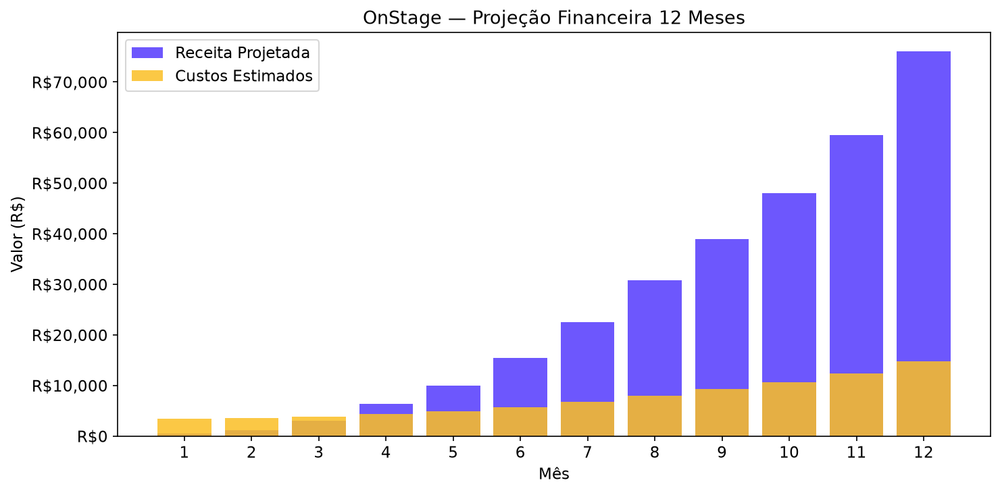 OnStage — Projeção Financeira 12 Meses
Receita Projetada
Custos Estimados
R$70,000
R$60,000
R$50,000
R$40,000
R$30,000
R$20,000
R$10,000
R$0
Valor (R$)
1 2 3 4 5 6 7 8 9 10 11 12
Mês